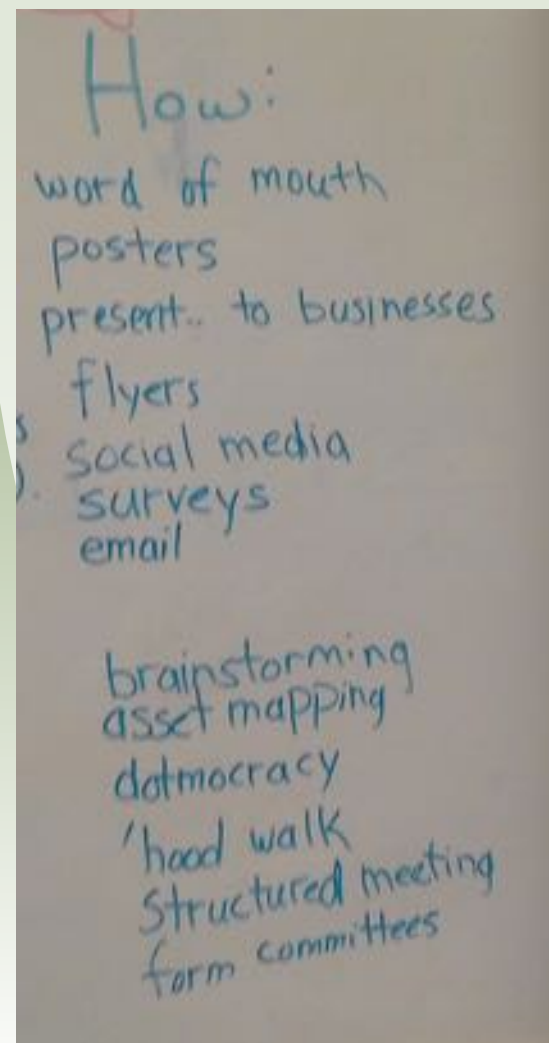 How:
word of mouth
posters
present.. to businesses
flyers
social media
surveys
email
brainstorming
asset mapping
dotmocracy
'hood walk
structured meeting
form committees